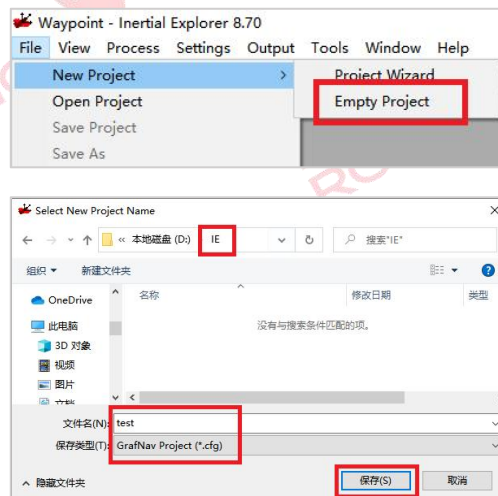 Waypoint - Inertial Explorer 8.70
File View Process Settings Output Tools Window Help
New Project > Project Wizard
Open Project Empty Project
Save Project
Save As
Select New Project Name
« 本地磁盘 (D:) IE 搜索"IE"
组织 新建文件夹
OneDrive 名称 修改日期 类型
此电脑 没有与搜索条件匹配的项。
3D 对象
视频
图片
文件名(N): test
保存类型(T): GrafNav Project (*.cfg)
隐藏文件夹 保存(S) 取消